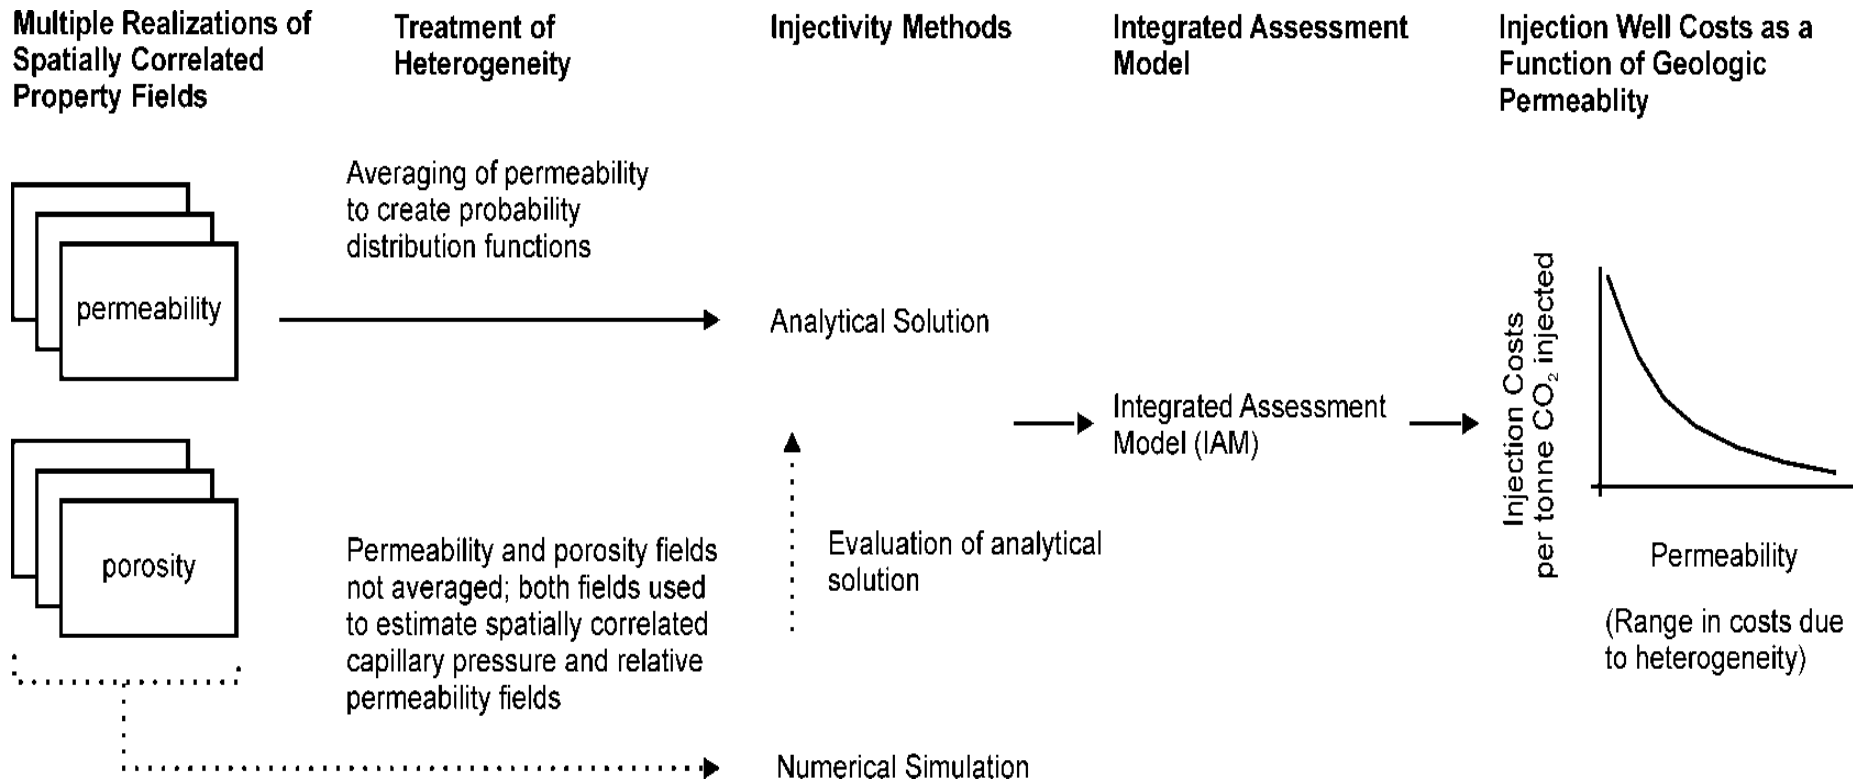 Multiple Realizations of
Spatially Correlated
Property Fields
Treatment of
Heterogeneity
Injectivity Methods
Integrated Assessment
Model
Injection Well Costs as a
Function of Geologic
Permeablity
permeability
Averaging of permeability
to create probability
distribution functions
Analytical Solution
Integrated Assessment
Model (IAM)
Injection Costs
per tonne CO₂ injected
Permeability
(Range in costs due
to heterogeneity)
porosity
Permeability and porosity fields
not averaged; both fields used
to estimate spatially correlated
capillary pressure and relative
permeability fields
Evaluation of analytical
solution
Numerical Simulation